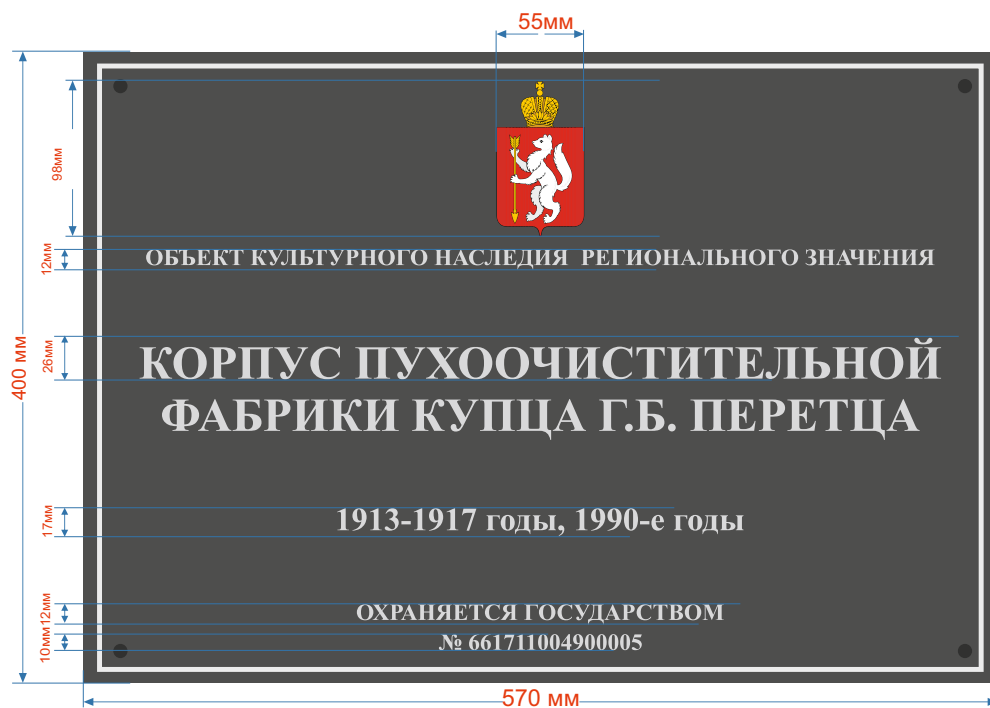 55мм
98мм
12мм
ОБЪЕКТ КУЛЬТУРНОГО НАСЛЕДИЯ РЕГИОНАЛЬНОГО ЗНАЧЕНИЯ
400 мм
26мм
КОРПУС ПУХООЧИСТИТЕЛЬНОЙ
ФАБРИКИ КУПЦА Г.Б. ПЕРЕТЦА
17мм
1913-1917 годы, 1990-е годы
12мм
ОХРАНЯЕТСЯ ГОСУДАРСТВОМ
10мм
№ 661711004900005
570 мм